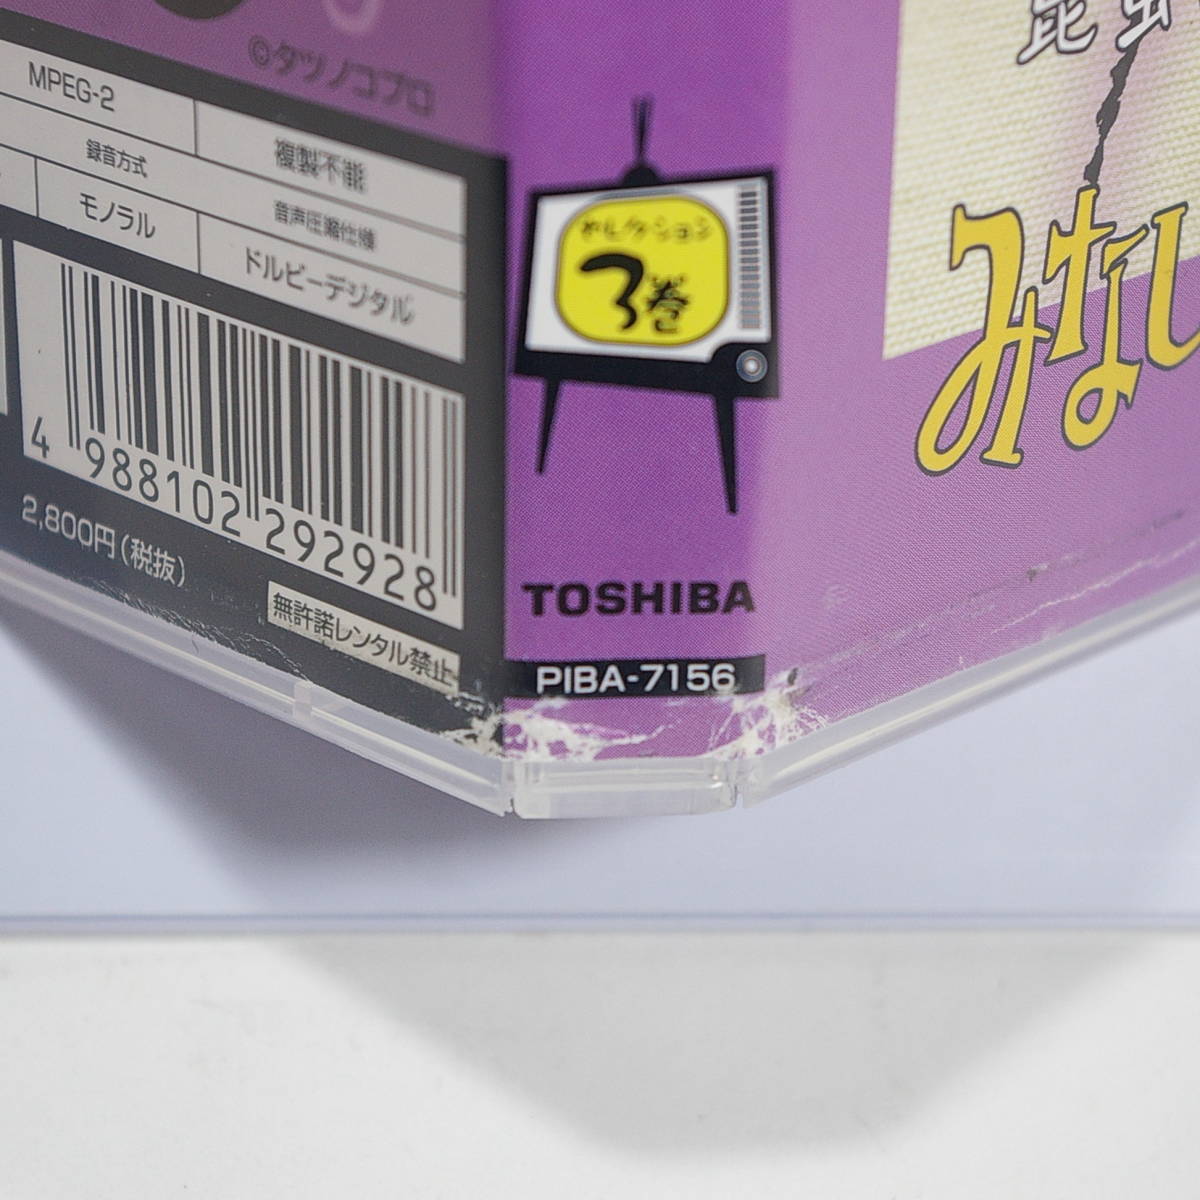 ©タツノコプロ
MPEG-2
複製不能
録音方式
音声圧縮仕様
モノラル
ドルビーデジタル
4 988102 292928
2,800円(税抜)
無許諾レンタル禁止
セレクション
3巻
TOSHIBA
PIBA-7156
昆虫
みなし